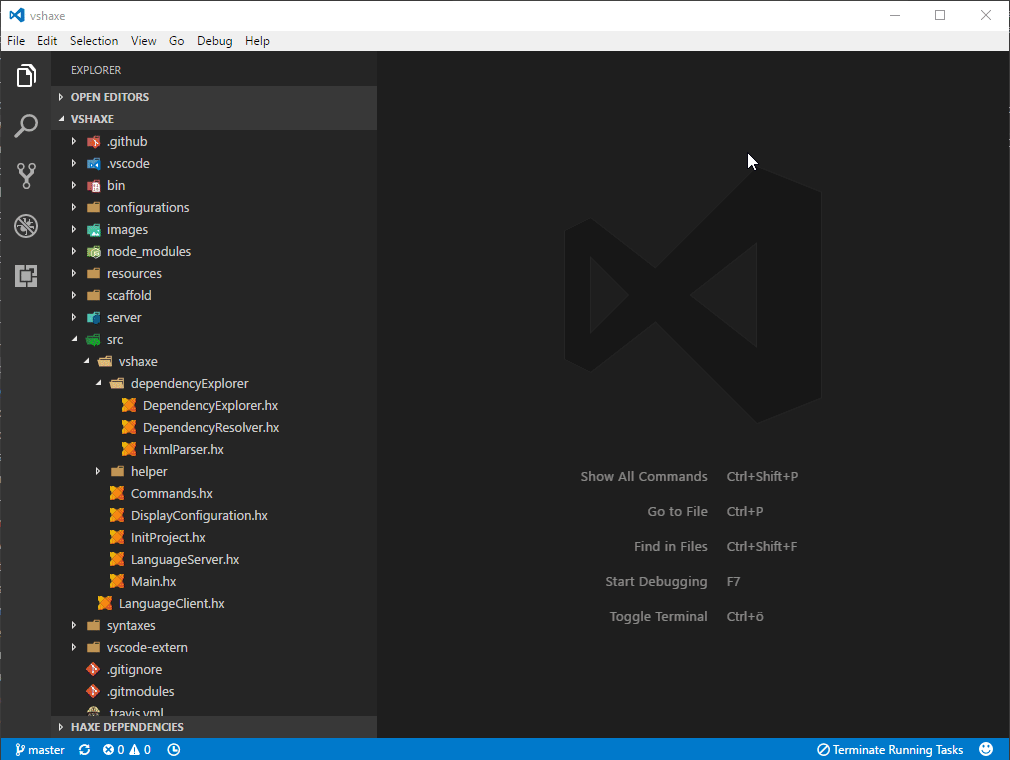 vshaxe
File Edit Selection View Go Debug Help
EXPLORER
OPEN EDITORS
VSHAXE
.github
.vscode
bin
configurations
images
node_modules
resources
scaffold
server
src
vshaxe
dependencyExplorer
DependencyExplorer.hx
DependencyResolver.hx
HxmlParser.hx
helper
Commands.hx
DisplayConfiguration.hx
InitProject.hx
LanguageServer.hx
Main.hx
LanguageClient.hx
syntaxes
vscode-extern
.gitignore
.gitmodules
.travis.yml
HAXE DEPENDENCIES
Show All Commands Ctrl+Shift+P
Go to File Ctrl+P
Find in Files Ctrl+Shift+F
Start Debugging F7
Toggle Terminal Ctrl+ö
master 0 0 Terminate Running Tasks